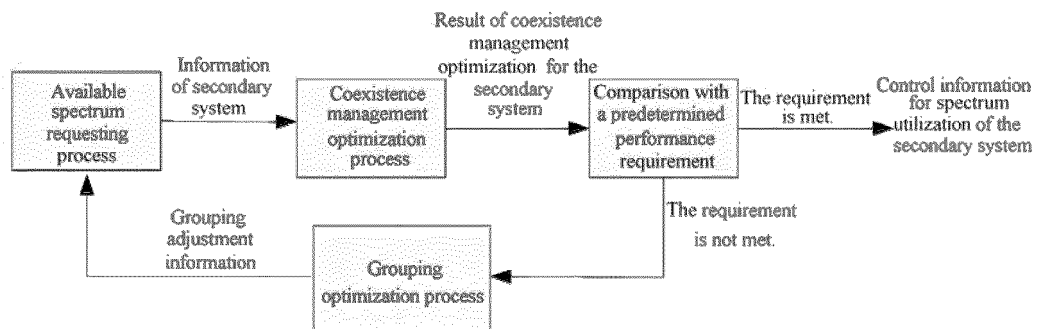 Available
spectrum
requesting
process
Information
of secondary
system
Coexistence
management
optimization
process
Result of coexistence
management
optimization for the
secondary
system
Comparison with
a predetermined
performance
requirement
The requirement
is met.
Control information
for spectrum
utilization of the
secondary system
The requirement
is not met.
Grouping
optimization process
Grouping
adjustment
information